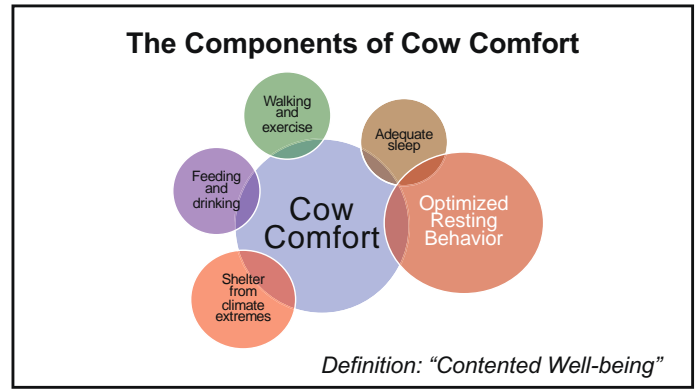 The Components of Cow Comfort
Walking
and
exercise
Adequate
sleep
Feeding
and
drinking
Cow
Comfort
Optimized
Resting
Behavior
Shelter
from
climate
extremes
Definition: “Contented Well-being”